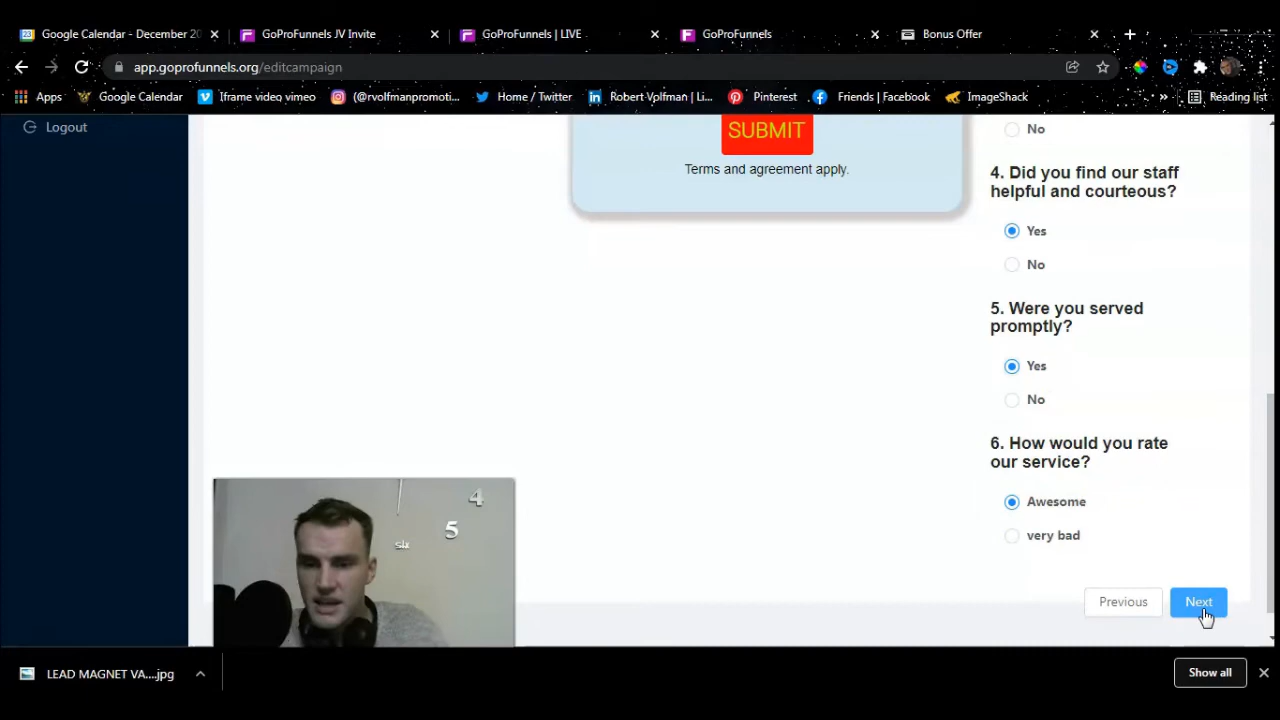 23 Google Calendar - December 20
GoProFunnels JV Invite
GoProFunnels | LIVE
GoProFunnels
Bonus Offer
app.goprofunnels.org/editcampaign
Apps
Google Calendar
Iframe video vimeo
(@rvolfmanpromoti...
Home / Twitter
Robert Volfman | Li...
Pinterest
Friends | Facebook
ImageShack
»
Reading list
Logout
SUBMIT
Terms and agreement apply.
No
4. Did you find our staff
helpful and courteous?
Yes
No
5. Were you served
promptly?
Yes
No
6. How would you rate
our service?
Awesome
very bad
Previous
Next
4
5
six
LEAD MAGNET VA....jpg
Show all